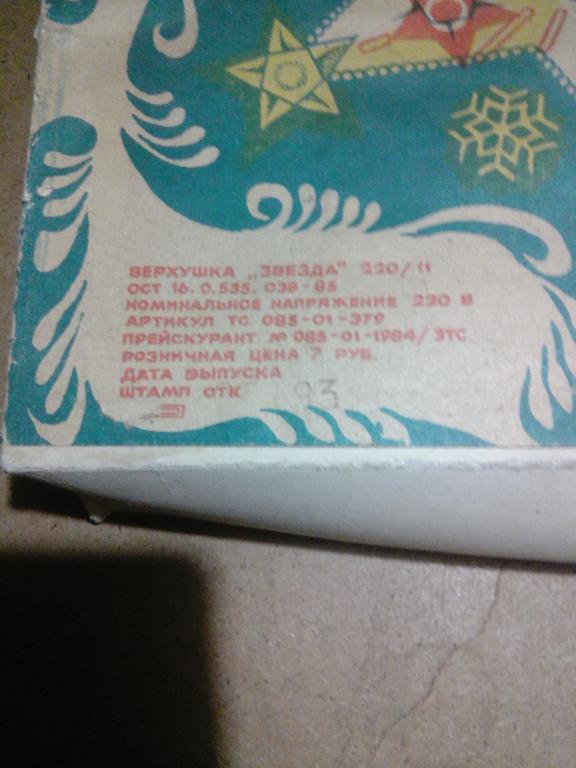 ВЕРХУШКА „ЗВЕЗДА" 220/11
ОСТ 16.0.535.038-85
НОМИНАЛЬНОЕ НАПРЯЖЕНИЕ 220 В
АРТИКУЛ ТС 085-01-379
ПРЕЙСКУРАНТ № 085-01-1984/3ТС
РОЗНИЧНАЯ ЦЕНА 7 РУБ.
ДАТА ВЫПУСКА
ШТАМП ОТК 93